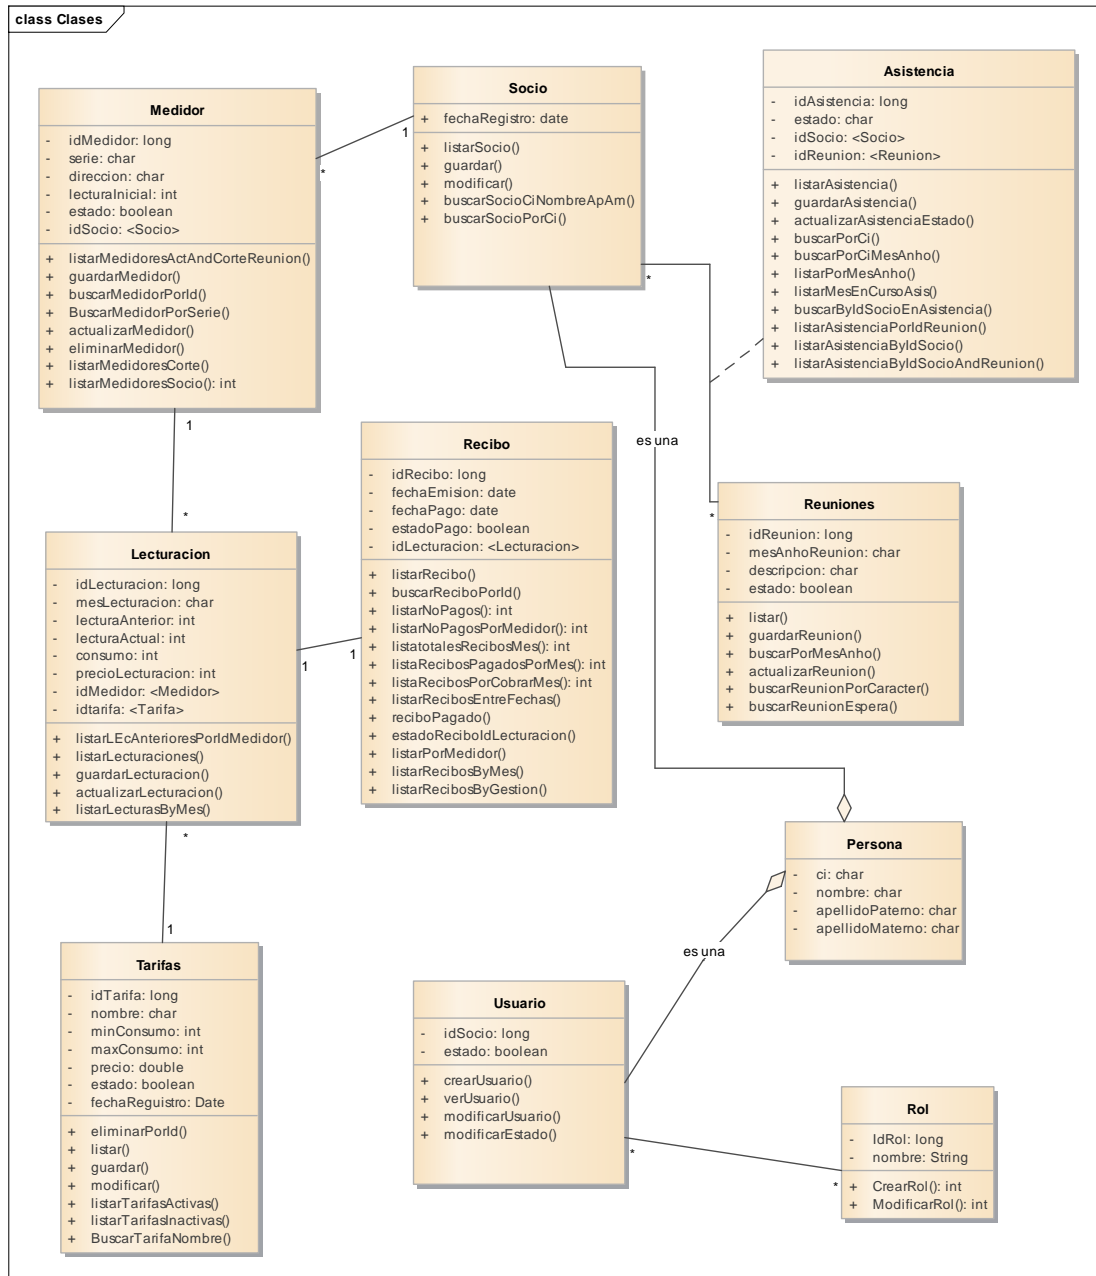 class Clases
Medidor
- idMedidor: long
- serie: char
- direccion: char
- lecturaInicial: int
- estado: boolean
- idSocio: <Socio>
+ listarMedidoresActAndCorteReunion()
+ guardarMedidor()
+ buscarMedidorPorId()
+ BuscarMedidorPorSerie()
+ actualizarMedidor()
+ eliminarMedidor()
+ listarMedidoresCorte()
+ listarMedidoresSocio(): int
*
1
Socio
+ fechaRegistro: date
+ listarSocio()
+ guardar()
+ modificar()
+ buscarSocioCiNombreApAm()
+ buscarSocioPorCi()
*
Asistencia
- idAsistencia: long
- estado: char
- idSocio: <Socio>
- idReunion: <Reunion>
+ listarAsistencia()
+ guardarAsistencia()
+ actualizarAsistenciaEstado()
+ buscarPorCi()
+ buscarPorCiMesAnho()
+ listarPorMesAnho()
+ listarMesEnCursoAsis()
+ buscarByIdSocioEnAsistencia()
+ listarAsistenciaPorIdReunion()
+ listarAsistenciaByIdSocio()
+ listarAsistenciaByIdSocioAndReunion()
1
*
Recibo
- idRecibo: long
- fechaEmision: date
- fechaPago: date
- estadoPago: boolean
- idLecturacion: <Lecturacion>
+ listarRecibo()
+ buscarReciboPorId()
+ listarNoPagos(): int
+ listarNoPagosPorMedidor(): int
+ listatotalesRecibosMes(): int
+ listaRecibosPagadosPorMes(): int
+ listaRecibosPorCobrarMes(): int
+ listarRecibosEntreFechas()
+ reciboPagado()
+ estadoReciboIdLecturacion()
+ listarPorMedidor()
+ listarRecibosByMes()
+ listarRecibosByGestion()
es una
*
Reuniones
- idReunion: long
- mesAnhoReunion: char
- descripcion: char
- estado: boolean
+ listar()
+ guardarReunion()
+ buscarPorMesAnho()
+ actualizarReunion()
+ buscarReunionPorCaracter()
+ buscarReunionEspera()
Lecturacion
- idLecturacion: long
- mesLecturacion: char
- lecturaAnterior: int
- lecturaActual: int
- consumo: int
- precioLecturacion: int
- idMedidor: <Medidor>
- idtarifa: <Tarifa>
+ listarLEcAnterioresPorIdMedidor()
+ listarLecturaciones()
+ guardarLecturacion()
+ actualizarLecturacion()
+ listarLecturasByMes()
1
1
*
1
Persona
- ci: char
- nombre: char
- apellidoPaterno: char
- apellidoMaterno: char
es una
Tarifas
- idTarifa: long
- nombre: char
- minConsumo: int
- maxConsumo: int
- precio: double
- estado: boolean
- fechaReguistro: Date
+ eliminarPorId()
+ listar()
+ guardar()
+ modificar()
+ listarTarifasActivas()
+ listarTarifasInactivas()
+ BuscarTarifaNombre()
Usuario
- idSocio: long
- estado: boolean
+ crearUsuario()
+ verUsuario()
+ modificarUsuario()
+ modificarEstado()
*
*
Rol
- IdRol: long
- nombre: String
+ CrearRol(): int
+ ModificarRol(): int